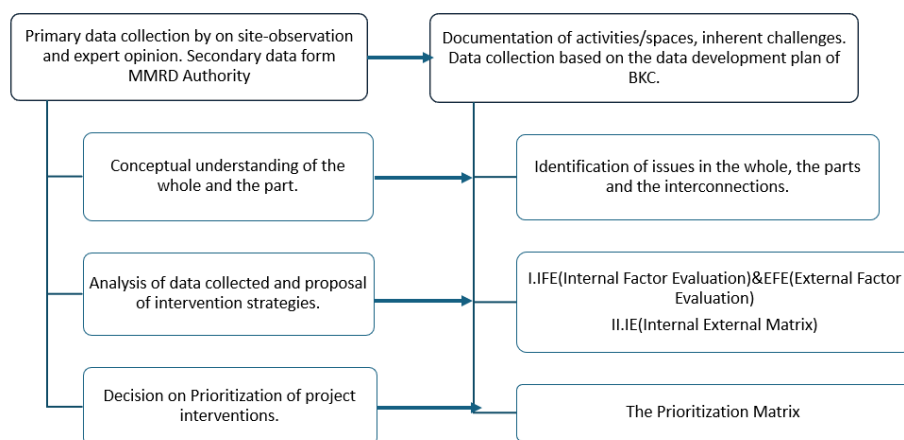 Primary data collection by on site-observation
and expert opinion. Secondary data form
MMRD Authority
Documentation of activities/spaces, inherent challenges.
Data collection based on the data development plan of
BKC.
Conceptual understanding of the
whole and the part.
Identification of issues in the whole, the parts
and the interconnections.
Analysis of data collected and proposal
of intervention strategies.
I.IFE(Internal Factor Evaluation)&EFE(External Factor
Evaluation)
II.IE(Internal External Matrix)
Decision on Prioritization of project
interventions.
The Prioritization Matrix